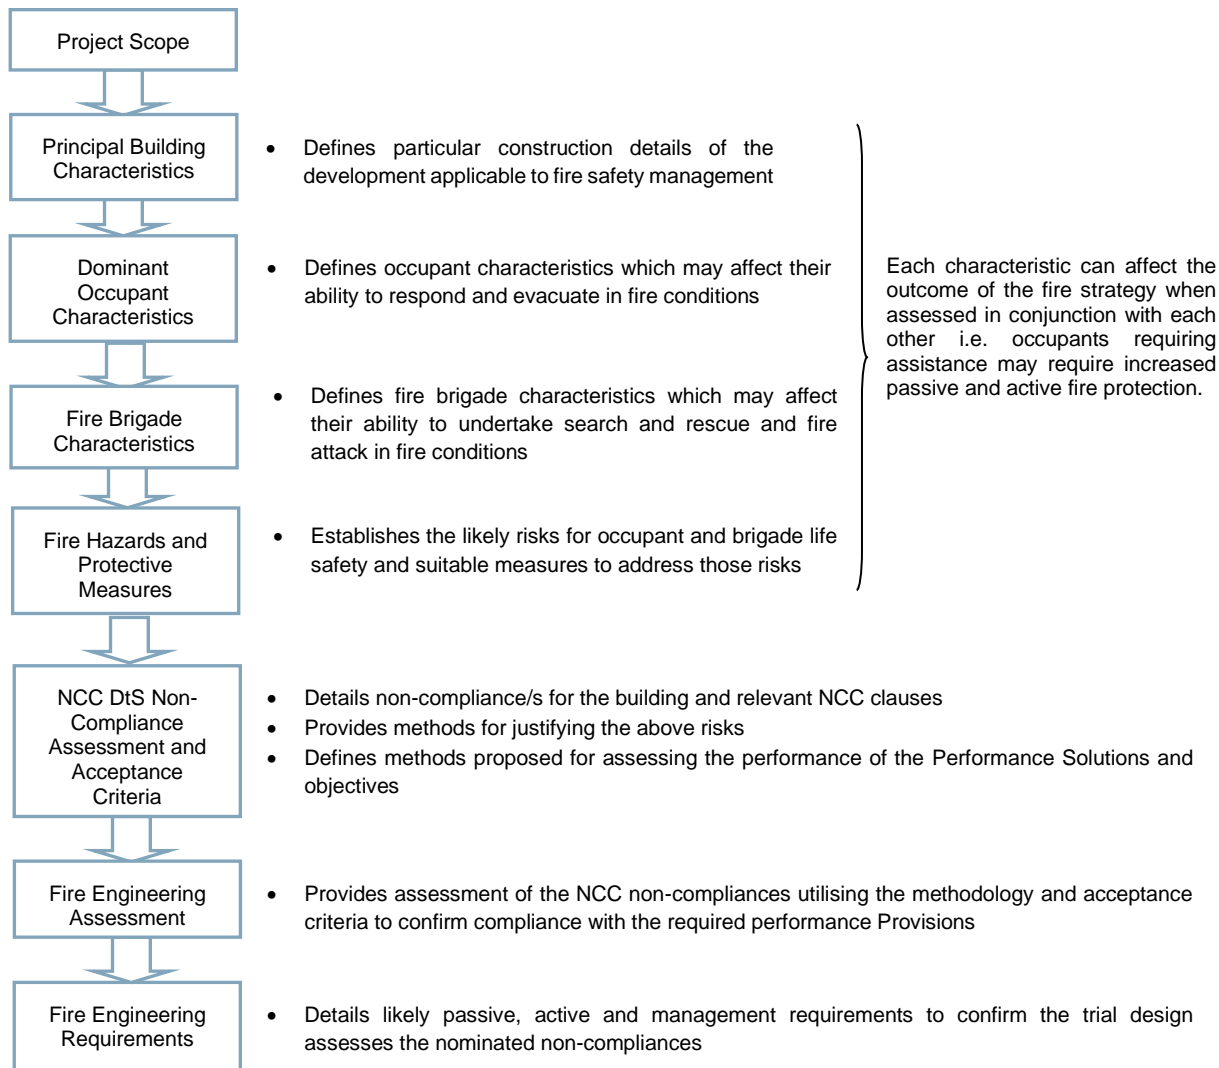 Project Scope
Principal Building
Characteristics
• Defines particular construction details of the
development applicable to fire safety management
Dominant
Occupant
Characteristics
• Defines occupant characteristics which may affect their
ability to respond and evacuate in fire conditions
Fire Brigade
Characteristics
• Defines fire brigade characteristics which may affect
their ability to undertake search and rescue and fire
attack in fire conditions
Fire Hazards and
Protective
Measures
• Establishes the likely risks for occupant and brigade life
safety and suitable measures to address those risks
Each characteristic can affect the
outcome of the fire strategy when
assessed in conjunction with each
other i.e. occupants requiring
assistance may require increased
passive and active fire protection.
NCC DtS Non-
Compliance
Assessment and
Acceptance
Criteria
• Details non-compliance/s for the building and relevant NCC clauses
• Provides methods for justifying the above risks
• Defines methods proposed for assessing the performance of the Performance Solutions and
objectives
Fire Engineering
Assessment
• Provides assessment of the NCC non-compliances utilising the methodology and acceptance
criteria to confirm compliance with the required performance Provisions
Fire Engineering
Requirements
• Details likely passive, active and management requirements to confirm the trial design
assesses the nominated non-compliances